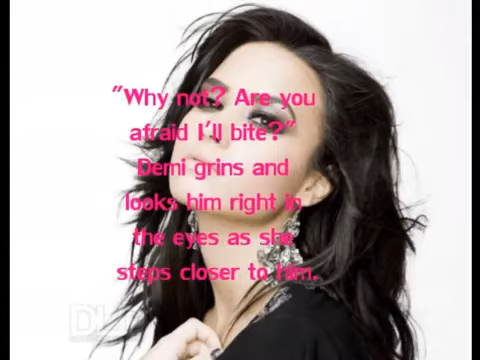 "Why not? Are you
afraid I'll bite?"
Demi grins and
looks him right in
the eyes as she
steps closer to him.